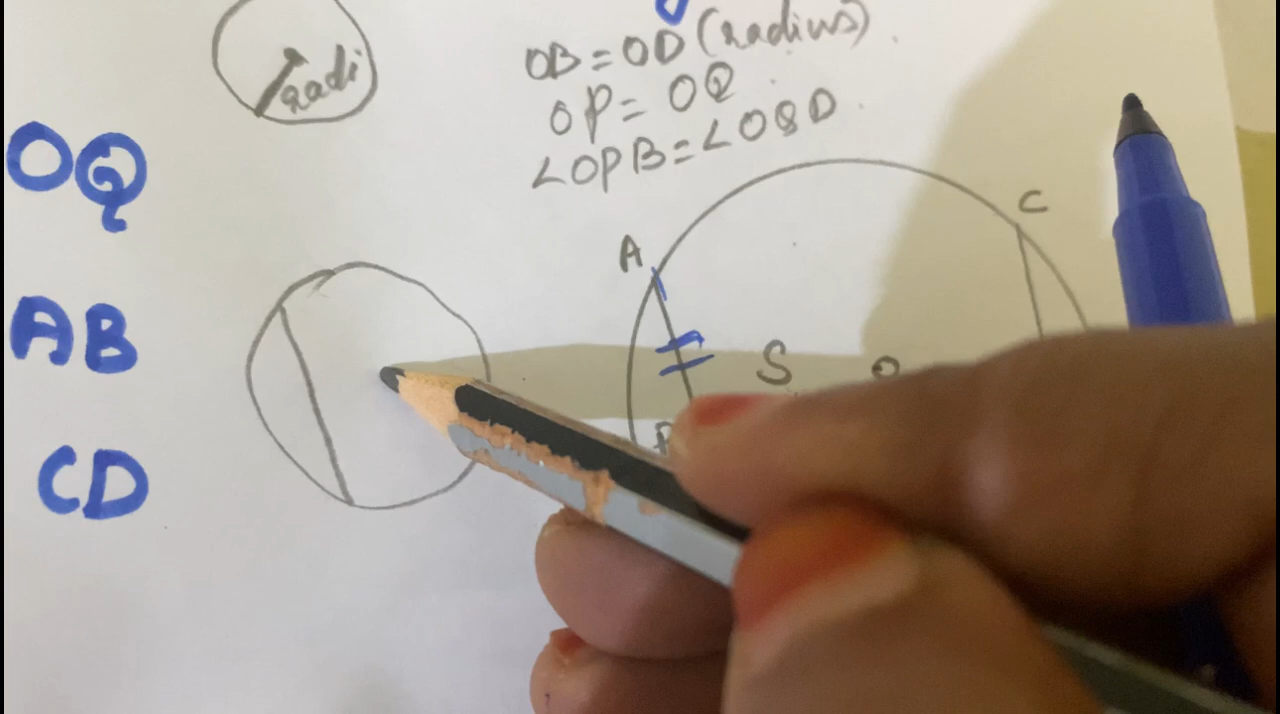 radi
OB = OD (radius).
OP = OQ.
∠OPB = ∠OQD.
OQ
AB
CD
A
C
S